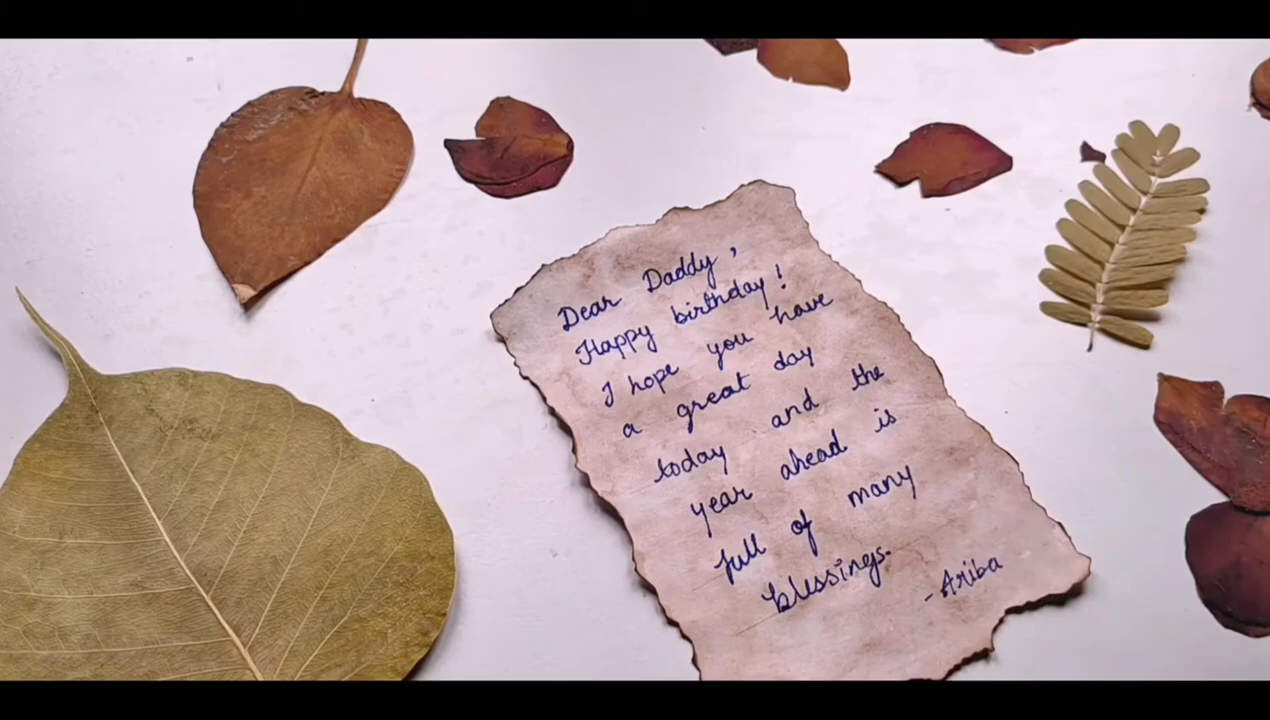 Dear Daddy,
Happy birthday!
I hope you have
a great day
today and the
year ahead is
full of many
blessings.
- Ariba